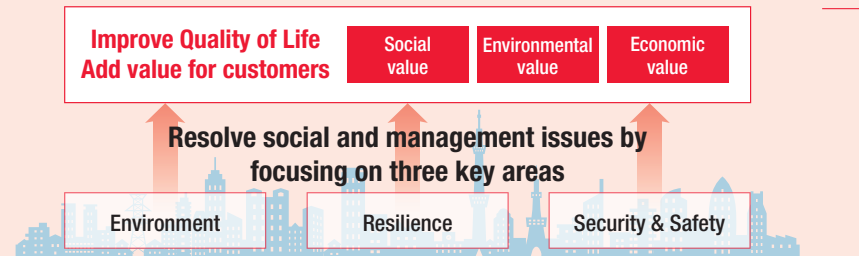 Improve Quality of Life
Add value for customers
Social
value
Environmental
value
Economic
value
Resolve social and management issues by
focusing on three key areas
Environment
Resilience
Security & Safety